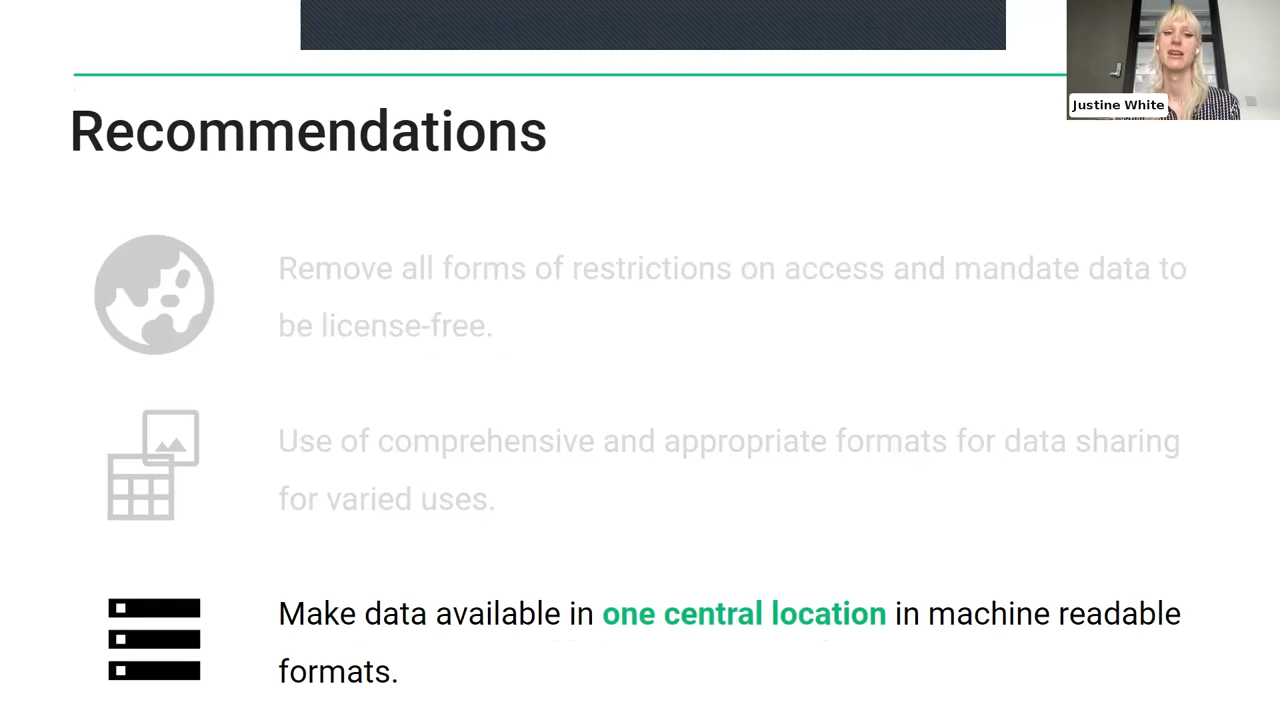 Justine White
Recommendations
Remove all forms of restrictions on access and mandate data to
be license-free.
Use of comprehensive and appropriate formats for data sharing
for varied uses.
Make data available in one central location in machine readable
formats.